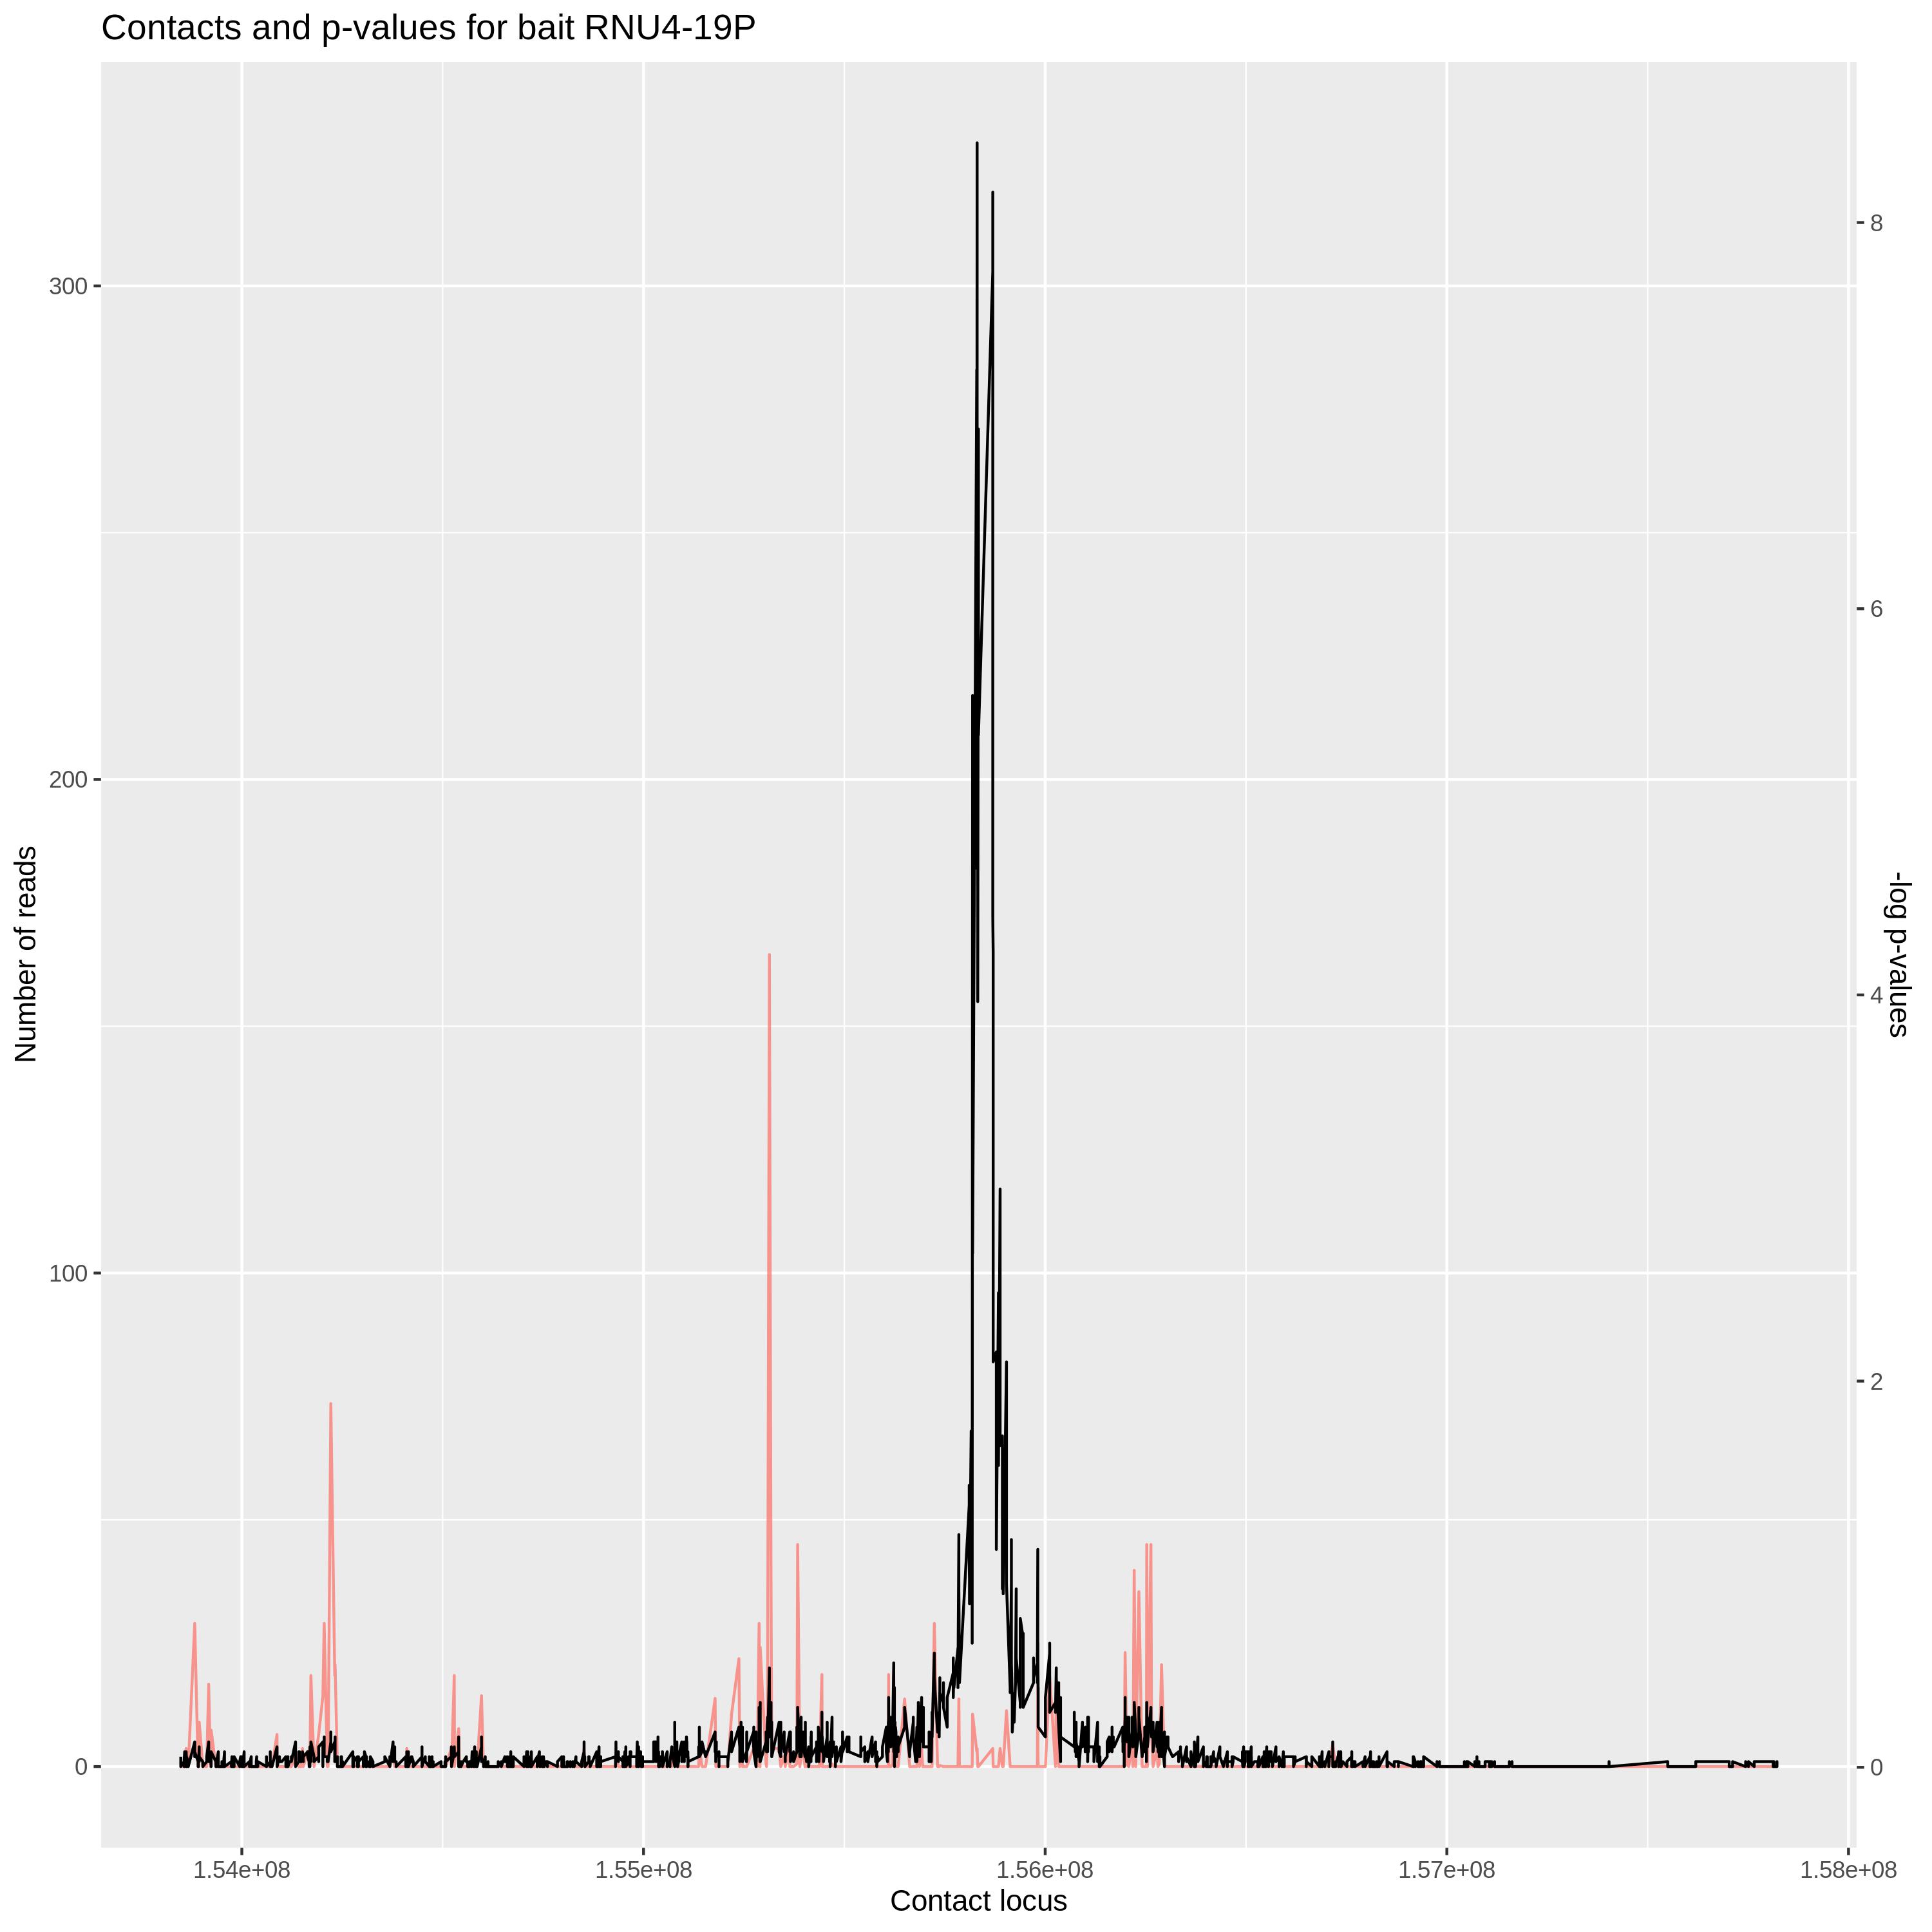 Contacts and p-values for bait RNU4-19P
300
200
100
0
8
6
4
2
0
Number of reads
-log p-values
1.54e+08
1.55e+08
1.56e+08
1.57e+08
1.58e+08
Contact locus